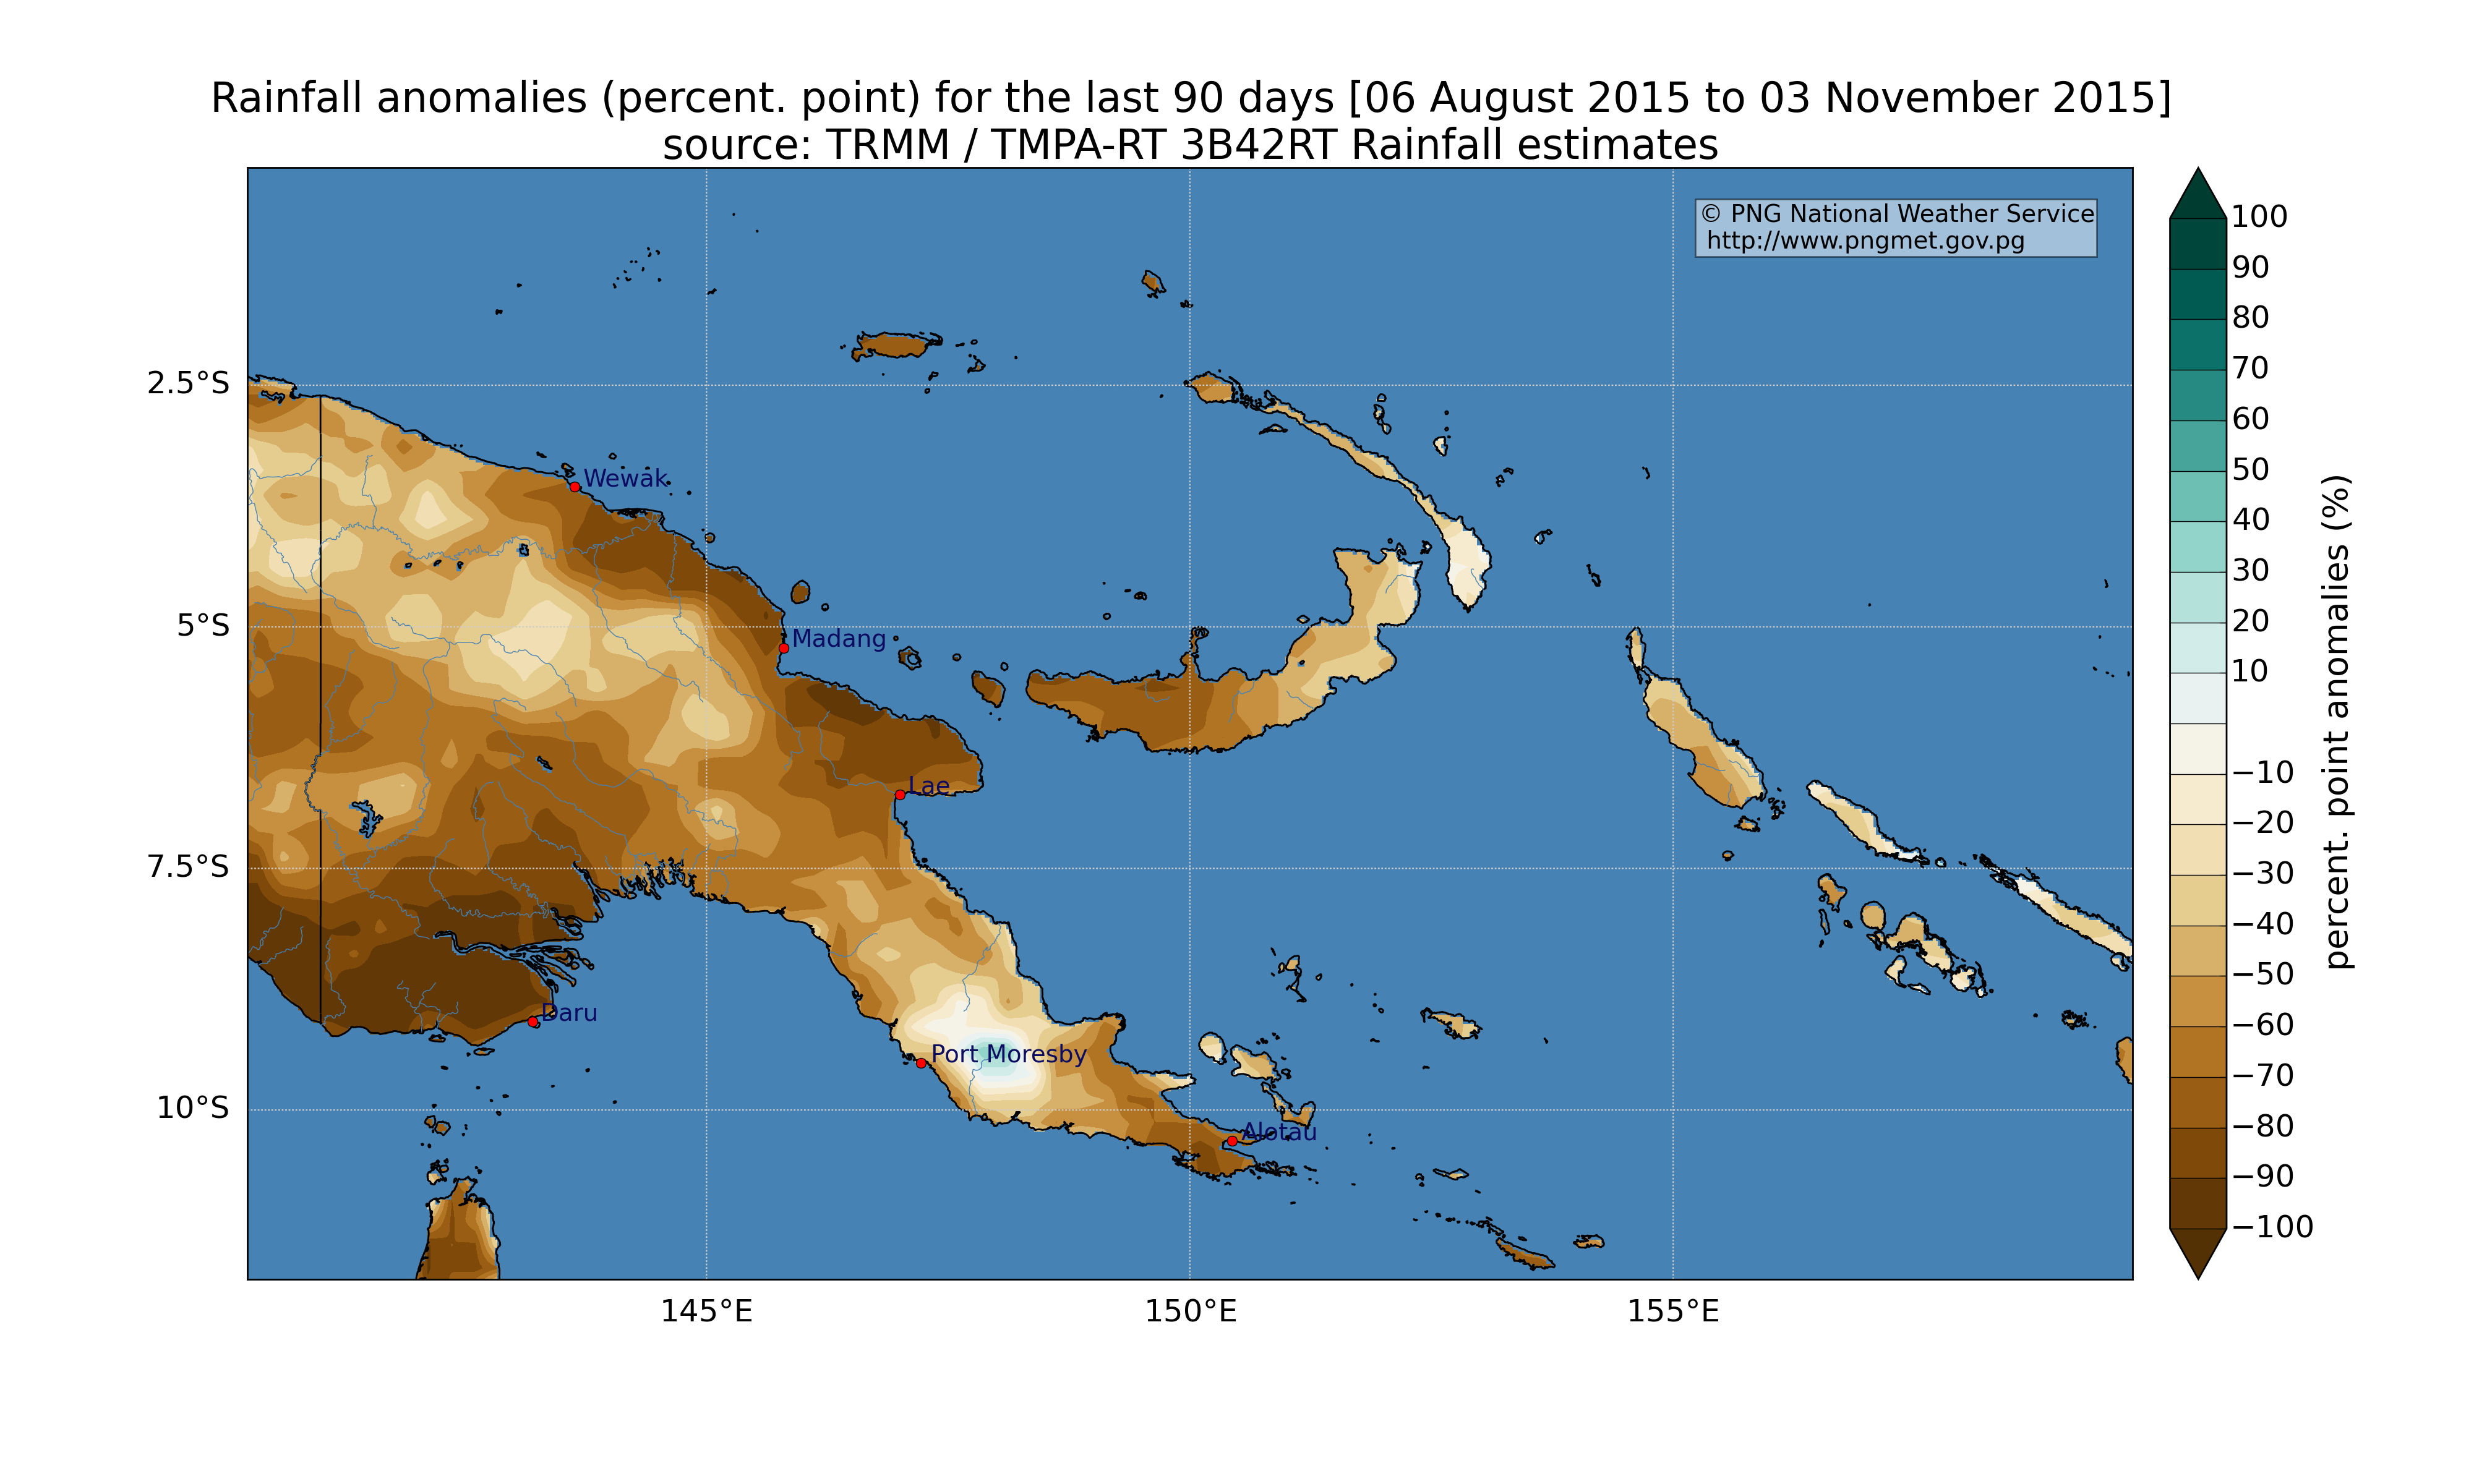 Rainfall anomalies (percent. point) for the last 90 days [06 August 2015 to 03 November 2015]
source: TRMM / TMPA-RT 3B42RT Rainfall estimates
© PNG National Weather Service
http://www.pngmet.gov.pg
2.5°S
5°S
7.5°S
10°S
145°E
150°E
155°E
Wewak
Madang
Lae
Daru
Port Moresby
Alotau
100
90
80
70
60
50
40
30
20
10
−10
−20
−30
−40
−50
−60
−70
−80
−90
−100
percent. point anomalies (%)